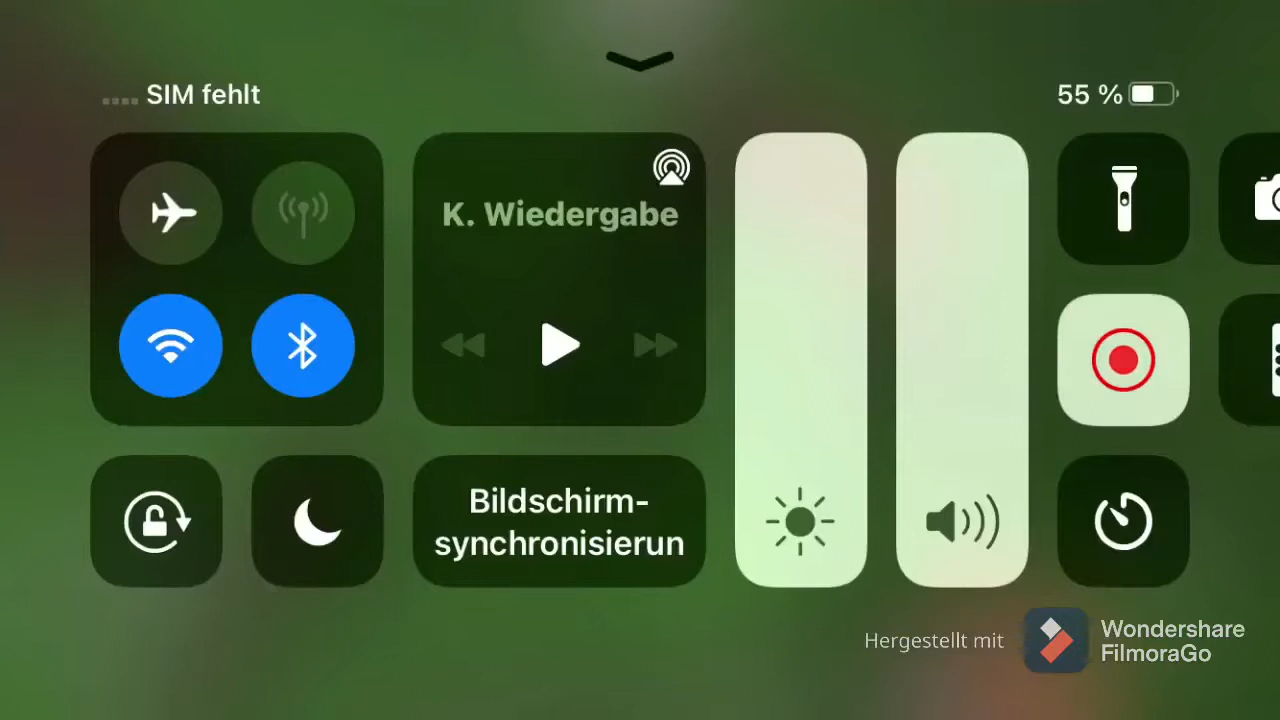 SIM fehlt
55 %
K. Wiedergabe
Bildschirm-
synchronisierun
Hergestellt mit
Wondershare
FilmoraGo